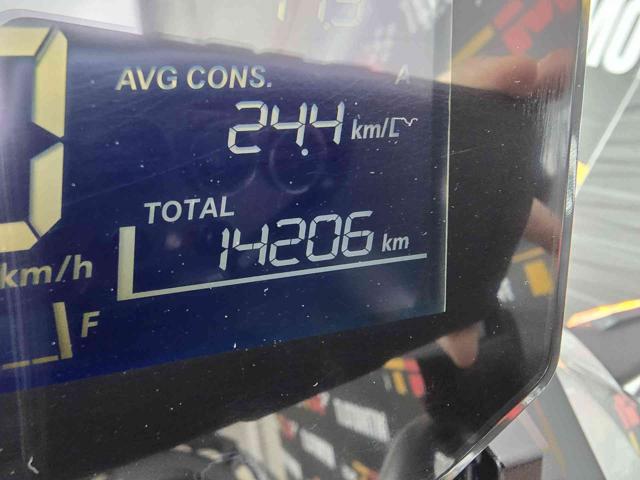 AVG CONS.
A
24.4 km/L
TOTAL
14206 km
km/h
F